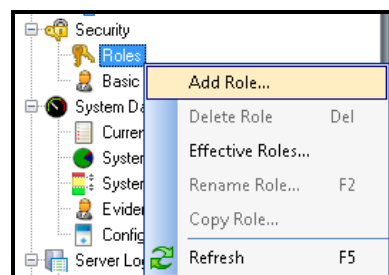 Security
Roles
Basic
Add Role...
System Da
Delete Role Del
Curren
Effective Roles...
System
System
Rename Role... F2
Eviden
Copy Role...
Config
Server Log
Refresh F5